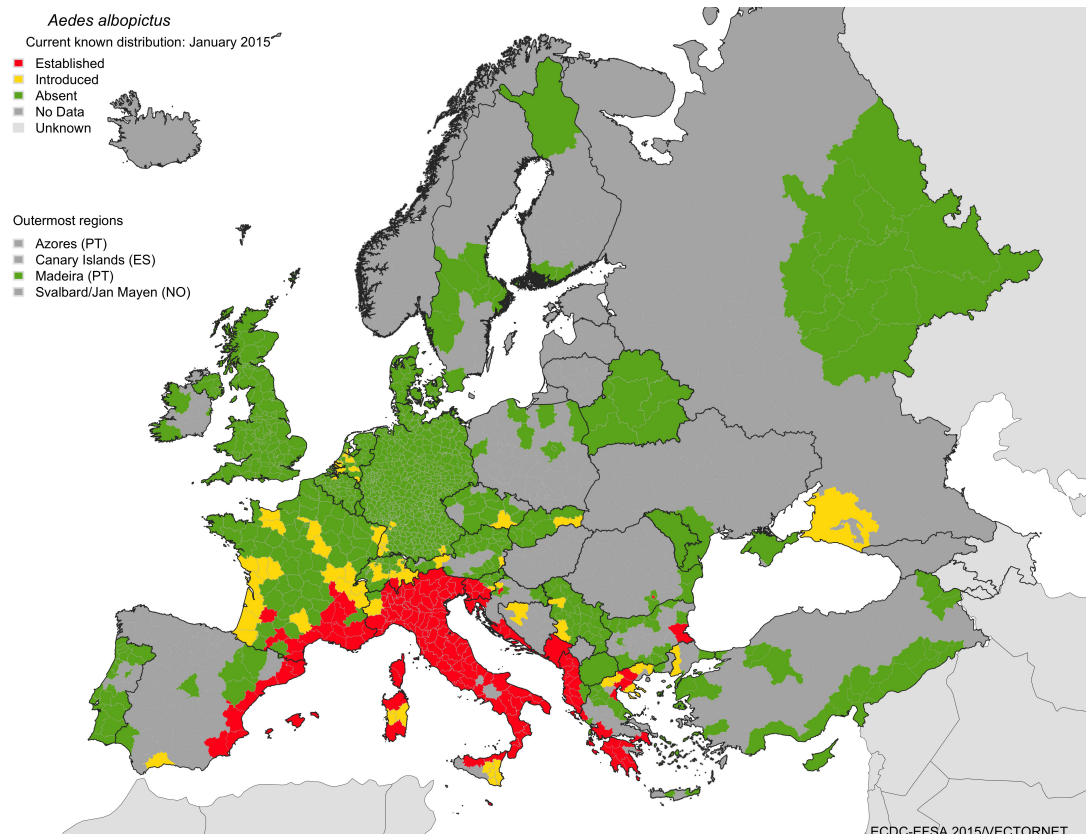 Aedes albopictus
Current known distribution: January 2015
Established
Introduced
Absent
No Data
Unknown
Outermost regions
Azores (PT)
Canary Islands (ES)
Madeira (PT)
Svalbard/Jan Mayen (NO)
ECDC-EFSA 2015/VECTORNET